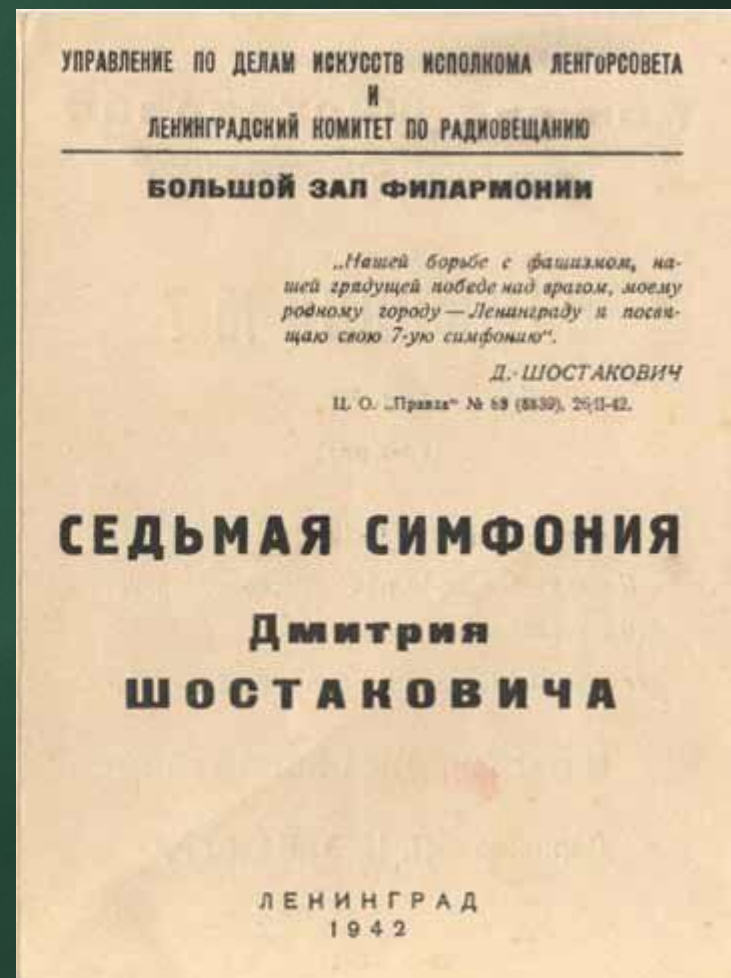 УПРАВЛЕНИЕ ПО ДЕЛАМ ИСКУССТВ ИСПОЛКОМА ЛЕНГОРСОВЕТА
И
ЛЕНИНГРАДСКИЙ КОМИТЕТ ПО РАДИОВЕЩАНИЮ
БОЛЬШОЙ ЗАЛ ФИЛАРМОНИИ
„Нашей борьбе с фашизмом, на-
шей грядущей победе над врагом, моему
родному городу — Ленинграду я посвя-
щаю свою 7-ую симфонию“.
Д. ШОСТАКОВИЧ
Ц. О. „Правда“ №
СЕДЬМАЯ СИМФОНИЯ
Дмитрия
ШОСТАКОВИЧА
ЛЕНИНГРАД
1942